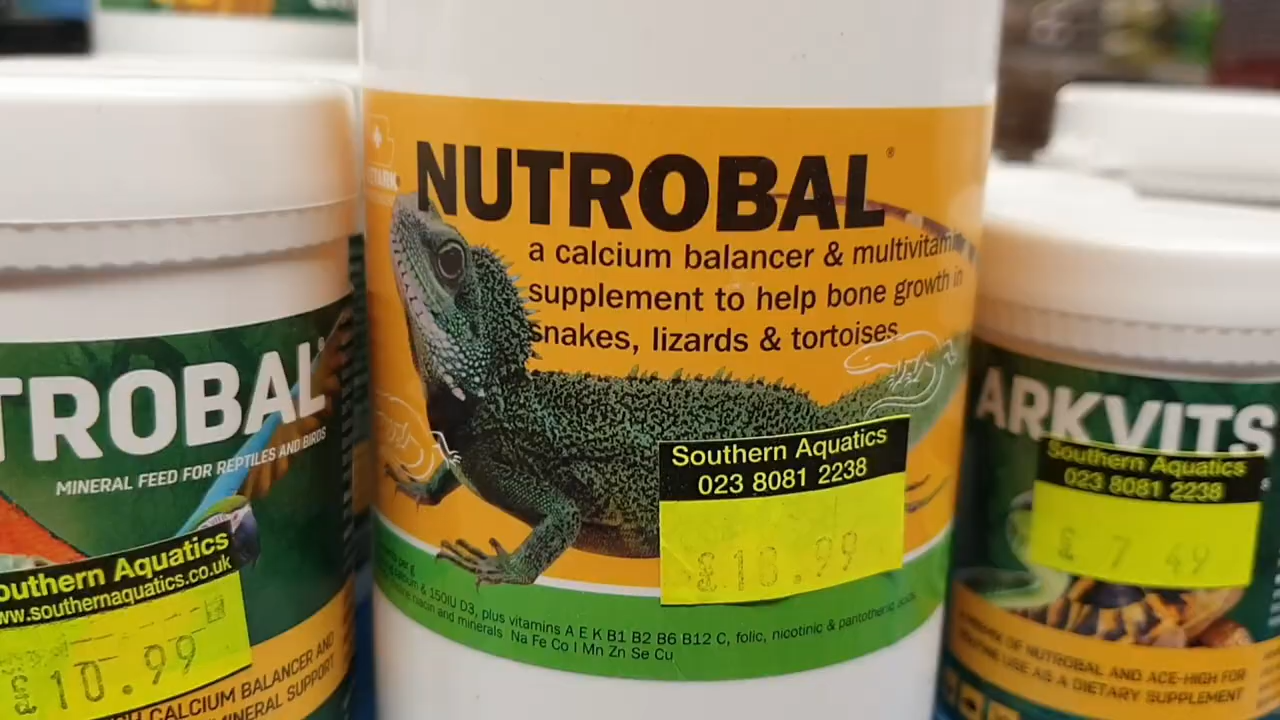 NUTROBAL
a calcium balancer & multivitamin
supplement to help bone growth in
snakes, lizards & tortoises
Southern Aquatics
023 8081 2238
calcium & 150IU D3, plus vitamins A E K B1 B2 B6 B12 C, folic, nicotinic & pantothenic acids
niacin and minerals Na Fe Co I Mn Zn Se Cu
TROBAL
MINERAL FEED FOR REPTILES AND BIRDS
outhern Aquatics
ww.southernaquatics.co.uk
£10.99
CALCIUM BALANCER AND
MINERAL SUPPORT
ARKVITS
Southern Aquatics
023 8081 2238
£ 7 49
OF NUTROBAL AND ACE-HIGH FOR
USE AS A DIETARY SUPPLEMENT